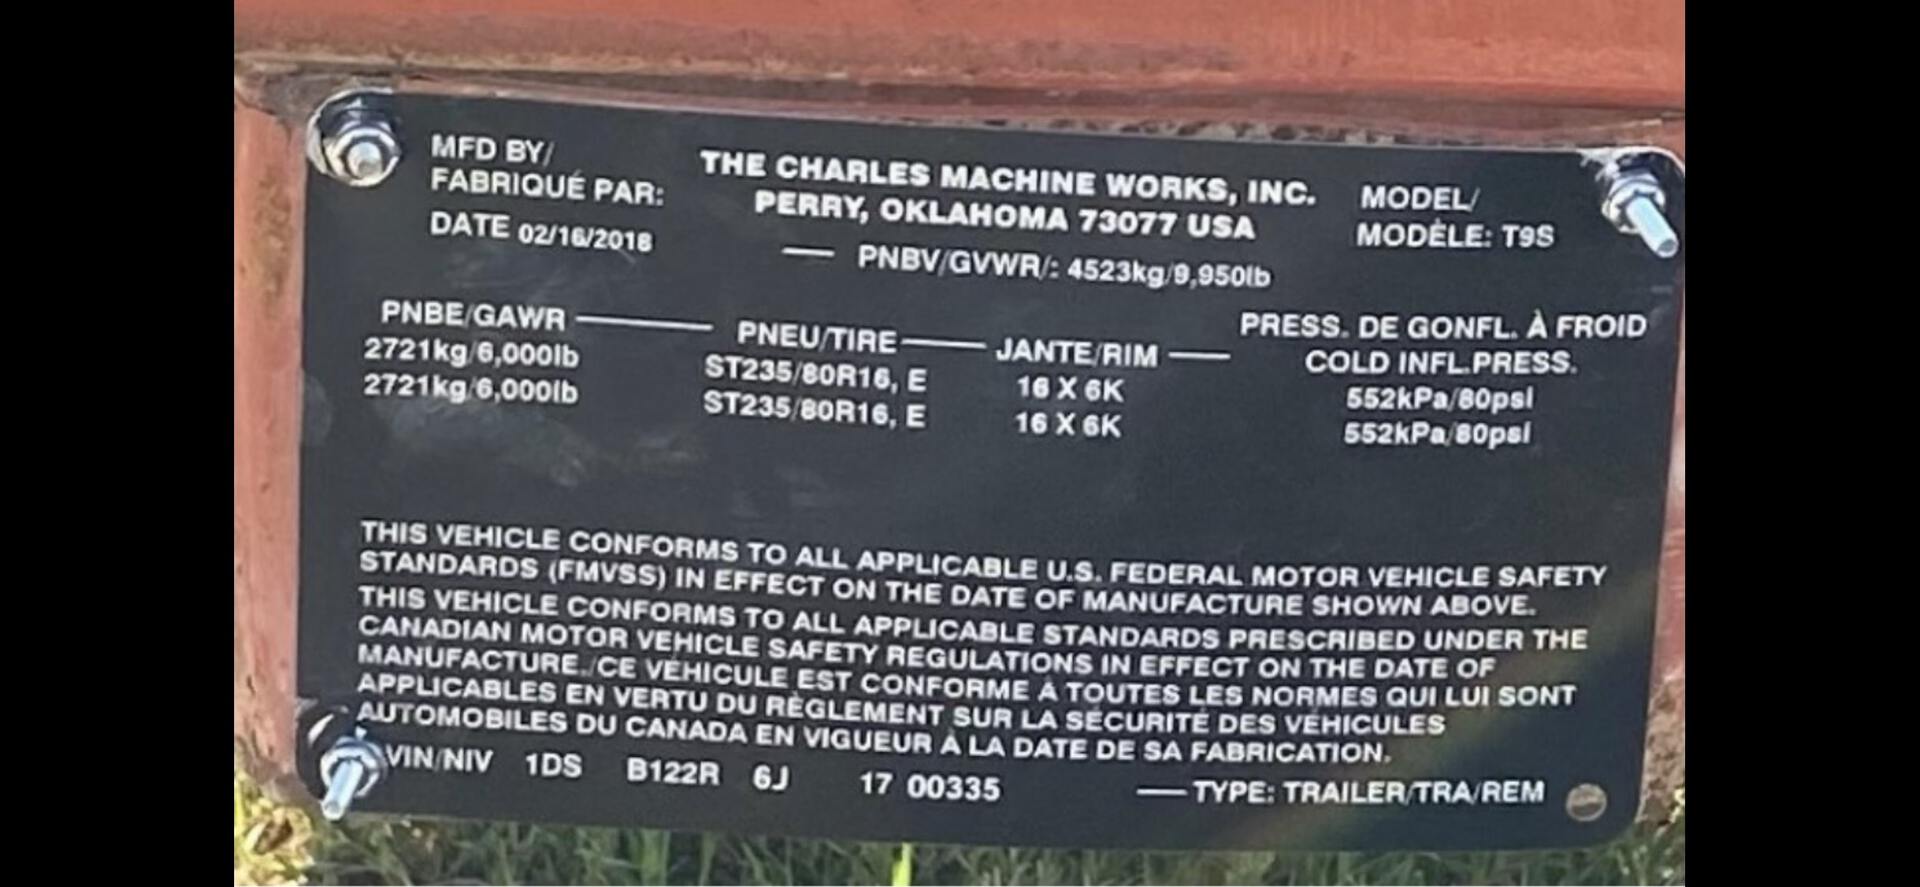 MFD BY/
FABRIQUÉ PAR:
THE CHARLES MACHINE WORKS, INC.
PERRY, OKLAHOMA 73077 USA
MODEL/
MODÈLE: T9S
DATE 02/16/2018
— PNBV/GVWR/: 4523kg/9,950lb
PNBE/GAWR — PNEU/TIRE — JANTE/RIM — PRESS. DE GONFL. À FROID
COLD INFL.PRESS.
2721kg/6,000lb ST235/80R16, E 16 X 6K 552kPa/80psi
2721kg/6,000lb ST235/80R16, E 16 X 6K 552kPa/80psi
THIS VEHICLE CONFORMS TO ALL APPLICABLE U.S. FEDERAL MOTOR VEHICLE SAFETY
STANDARDS (FMVSS) IN EFFECT ON THE DATE OF MANUFACTURE SHOWN ABOVE.
THIS VEHICLE CONFORMS TO ALL APPLICABLE STANDARDS PRESCRIBED UNDER THE
CANADIAN MOTOR VEHICLE SAFETY REGULATIONS IN EFFECT ON THE DATE OF
MANUFACTURE./CE VÉHICULE EST CONFORME À TOUTES LES NORMES QUI LUI SONT
APPLICABLES EN VERTU DU RÈGLEMENT SUR LA SÉCURITÉ DES VÉHICULES
AUTOMOBILES DU CANADA EN VIGUEUR À LA DATE DE SA FABRICATION.
VIN/NIV 1DS B122R 6J 17 00335 — TYPE: TRAILER/TRA/REM